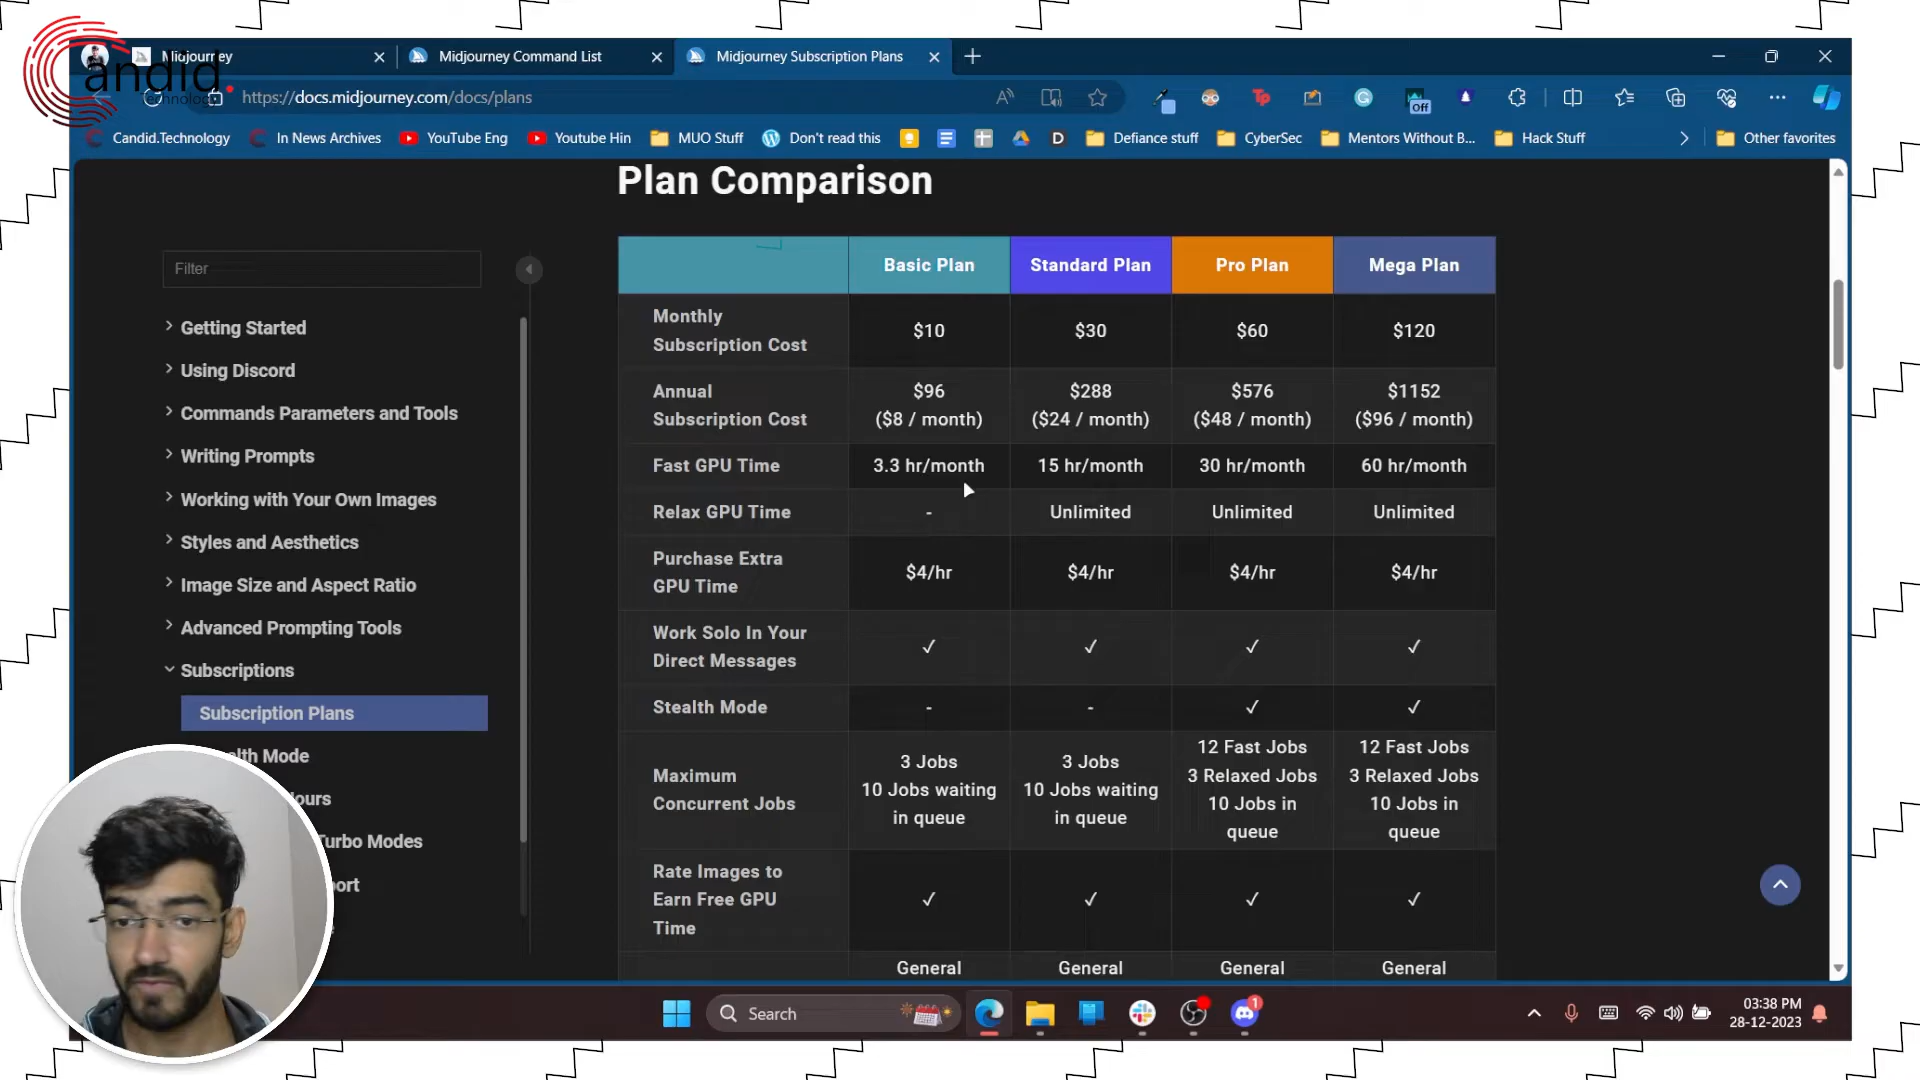 andid
Technology
Midjourney
Midjourney Command List
Midjourney Subscription Plans
https://docs.midjourney.com/docs/plans
Off
Candid.Technology
In News Archives
YouTube Eng
Youtube Hin
MUO Stuff
Don't read this
Defiance stuff
CyberSec
Mentors Without B...
Hack Stuff
Other favorites
Plan Comparison
Filter
Getting Started
Using Discord
Commands Parameters and Tools
Writing Prompts
Working with Your Own Images
Styles and Aesthetics
Image Size and Aspect Ratio
Advanced Prompting Tools
Subscriptions
Subscription Plans
lth Mode
ours
Turbo Modes
ort
Basic Plan
Standard Plan
Pro Plan
Mega Plan
Monthly
Subscription Cost
$10
$30
$60
$120
Annual
Subscription Cost
$96
($8 / month)
$288
($24 / month)
$576
($48 / month)
$1152
($96 / month)
Fast GPU Time
3.3 hr/month
15 hr/month
30 hr/month
60 hr/month
Relax GPU Time
-
Unlimited
Unlimited
Unlimited
Purchase Extra
GPU Time
$4/hr
$4/hr
$4/hr
$4/hr
Work Solo In Your
Direct Messages
✓
✓
✓
✓
Stealth Mode
-
-
✓
✓
Maximum
Concurrent Jobs
3 Jobs
10 Jobs waiting
in queue
3 Jobs
10 Jobs waiting
in queue
12 Fast Jobs
3 Relaxed Jobs
10 Jobs in
queue
12 Fast Jobs
3 Relaxed Jobs
10 Jobs in
queue
Rate Images to
Earn Free GPU
Time
✓
✓
✓
✓
General
General
General
General
Search
1
03:38 PM
28-12-2023